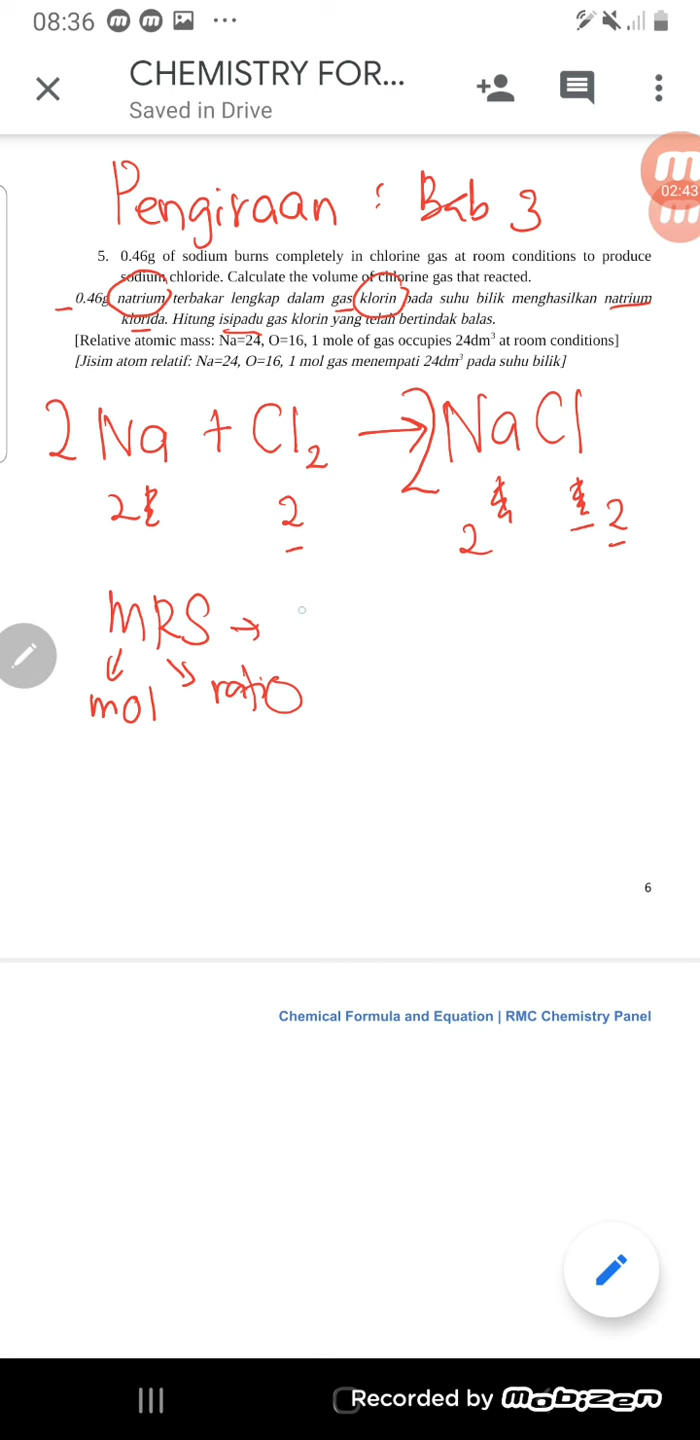 08:36
CHEMISTRY FOR...
Saved in Drive
02:43
Pengiraan : Bab 3
5. 0.46g of sodium burns completely in chlorine gas at room conditions to produce
sodium chloride. Calculate the volume of chlorine gas that reacted.
0.46g natrium terbakar lengkap dalam gas klorin pada suhu bilik menghasilkan natrium
klorida. Hitung isipadu gas klorin yang telah bertindak balas.
[Relative atomic mass: Na=24, O=16, 1 mole of gas occupies 24dm³ at room conditions]
[Jisim atom relatif: Na=24, O=16, 1 mol gas menempati 24dm³ pada suhu bilik]
2 Na + Cl₂ → 2 NaCl
2 2 2 2
MRS →
mol ratio
6
Chemical Formula and Equation | RMC Chemistry Panel
Recorded by mobizen